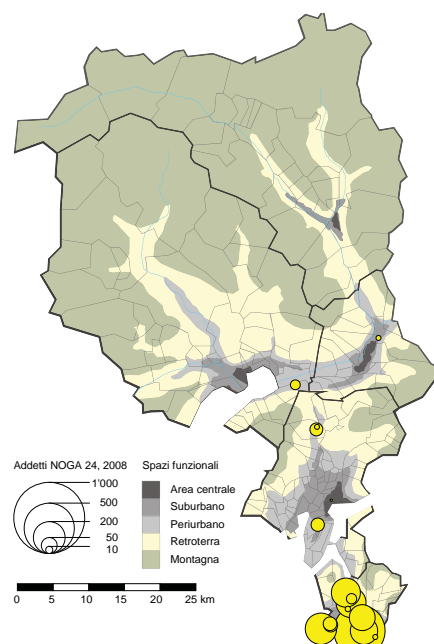 Addetti NOGA 24, 2008
1'000
500
200
50
10
Spazi funzionali
Area centrale
Suburbano
Periurbano
Retroterra
Montagna
0 5 10 15 20 25 km